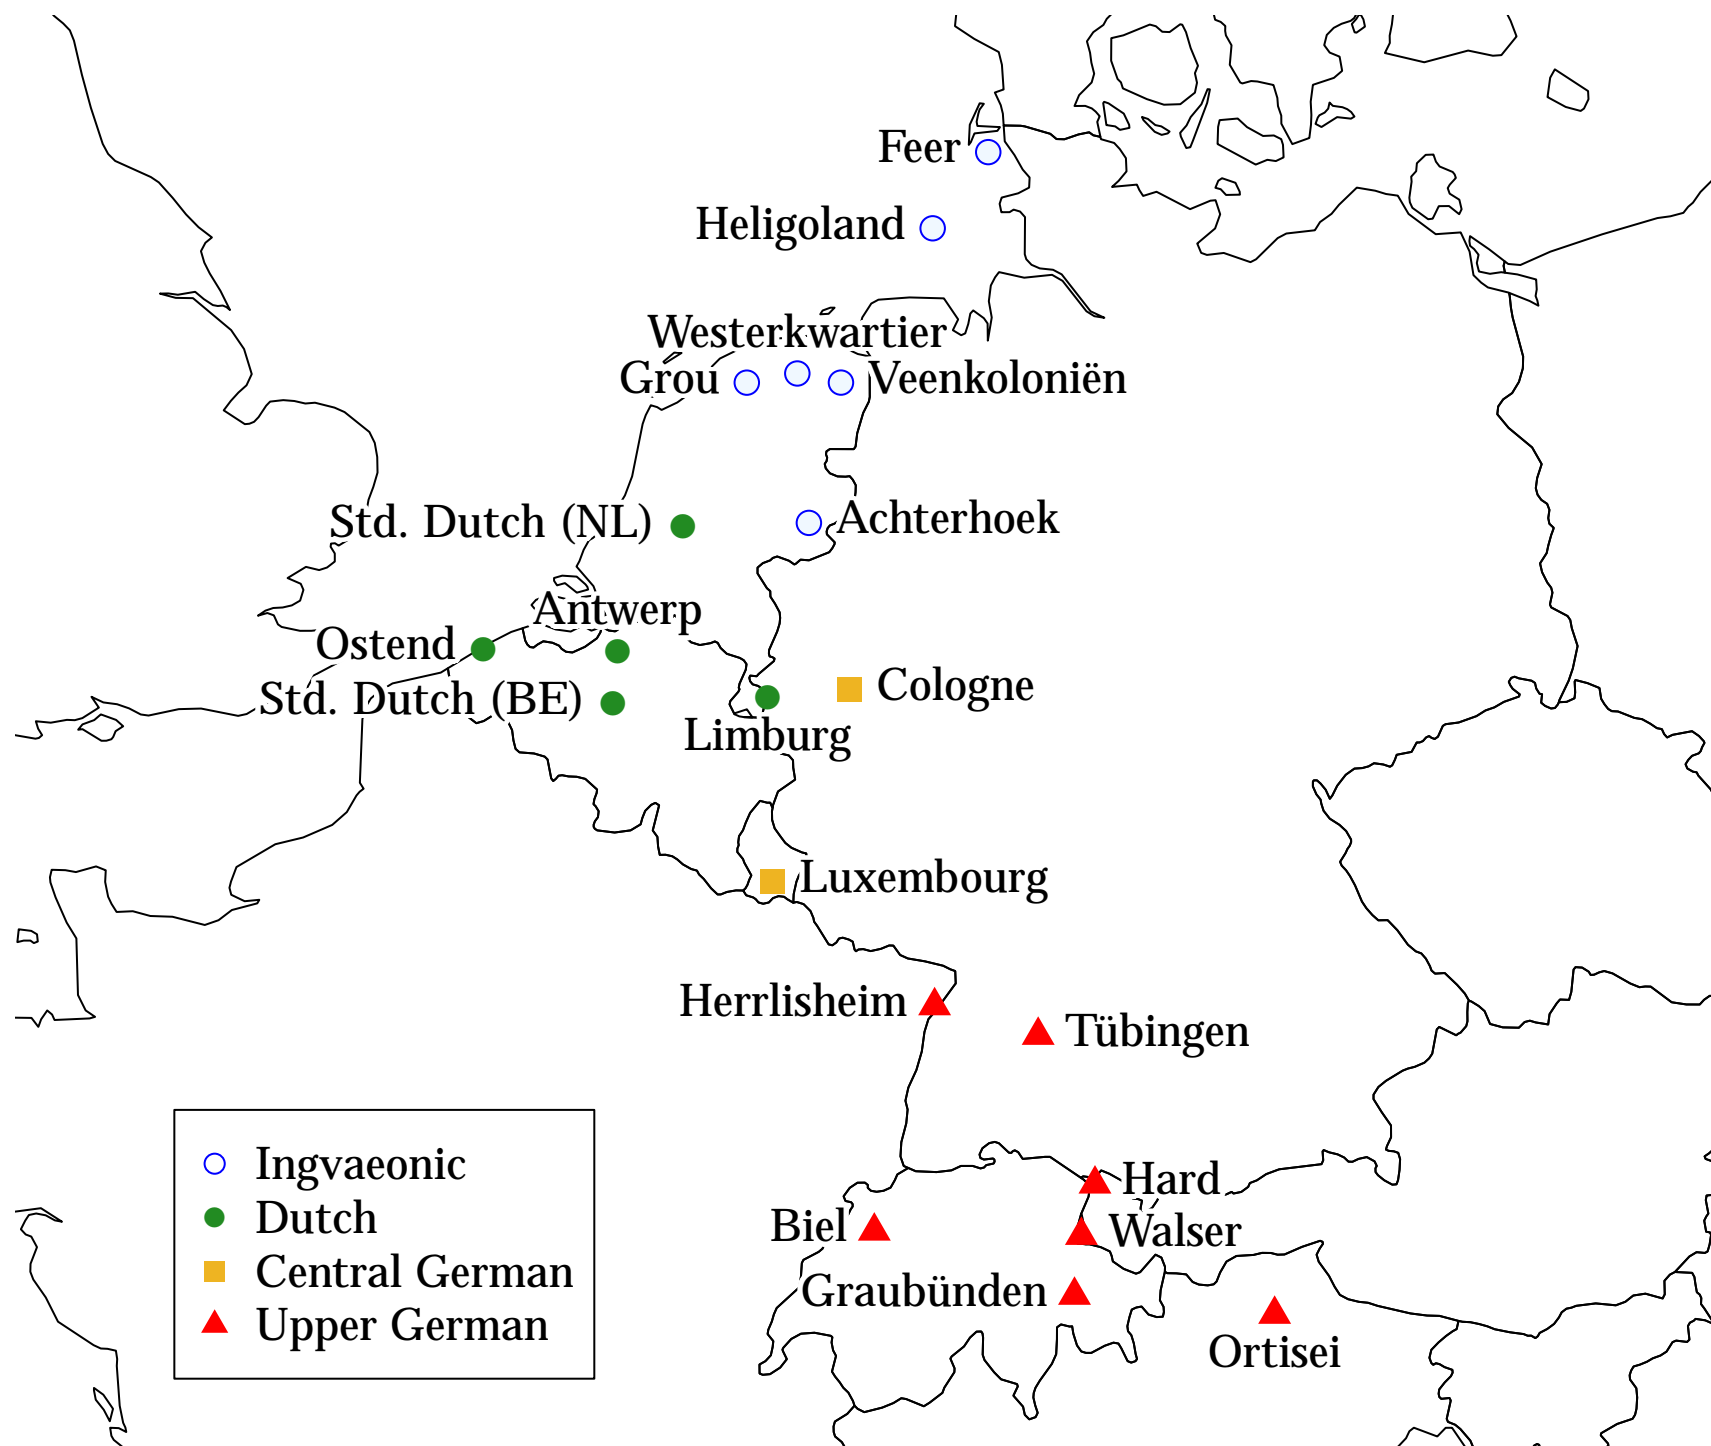 Feer
Heligoland
Westerkwartier
Grou
Veenkoloniën
Std. Dutch (NL)
Achterhoek
Antwerp
Ostend
Cologne
Std. Dutch (BE)
Limburg
Luxembourg
Herrlisheim
Tübingen
Hard
Biel
Walser
Graubünden
Ortisei
Ingvaeonic
Dutch
Central German
Upper German